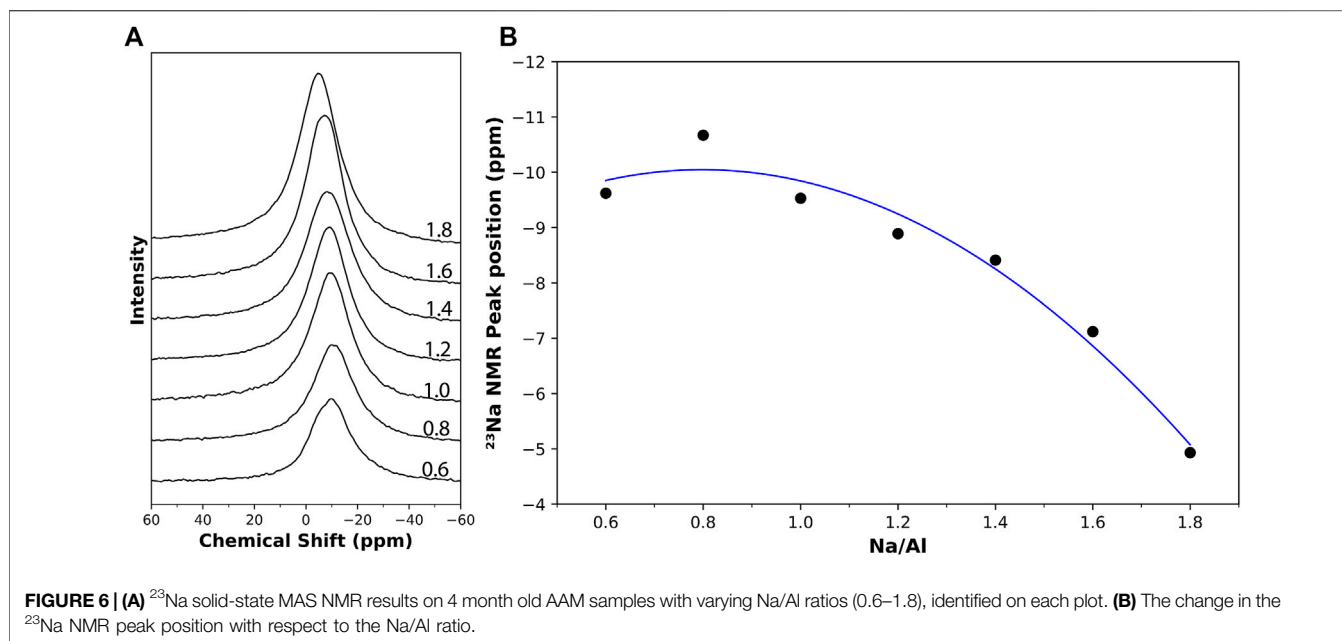 A
B
Intensity
1.8
1.6
1.4
1.2
1.0
0.8
0.6
60 40 20 0 −20 −40 −60
Chemical Shift (ppm)
²³Na NMR Peak position (ppm)
−12
−11
−10
−9
−8
−7
−6
−5
−4
0.6 0.8 1.0 1.2 1.4 1.6 1.8
Na/Al
FIGURE 6 | (A) ²³Na solid-state MAS NMR results on 4 month old AAM samples with varying Na/Al ratios (0.6–1.8), identified on each plot. (B) The change in the
²³Na NMR peak position with respect to the Na/Al ratio.